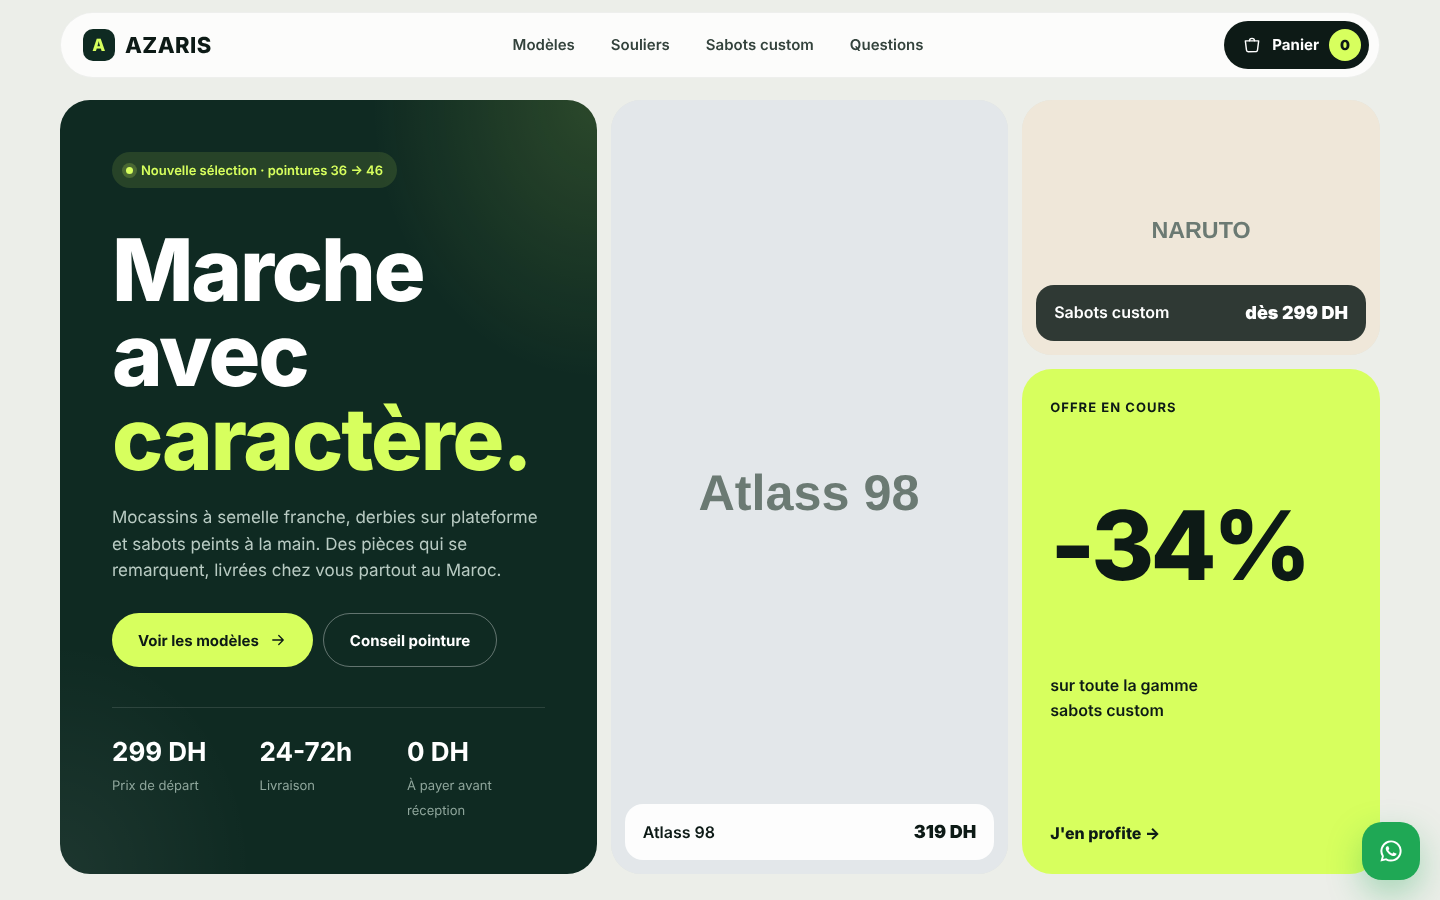 A AZARIS
Modèles
Souliers
Sabots custom
Questions
Panier 0
Nouvelle sélection · pointures 36 → 46
Marche
avec
caractère.
Mocassins à semelle franche, derbies sur plateforme
et sabots peints à la main. Des pièces qui se
remarquent, livrées chez vous partout au Maroc.
Voir les modèles →
Conseil pointure
299 DH
Prix de départ
24-72h
Livraison
0 DH
À payer avant
réception
Atlass 98
Atlass 98 319 DH
NARUTO
Sabots custom dès 299 DH
OFFRE EN COURS
-34%
sur toute la gamme
sabots custom
J'en profite →